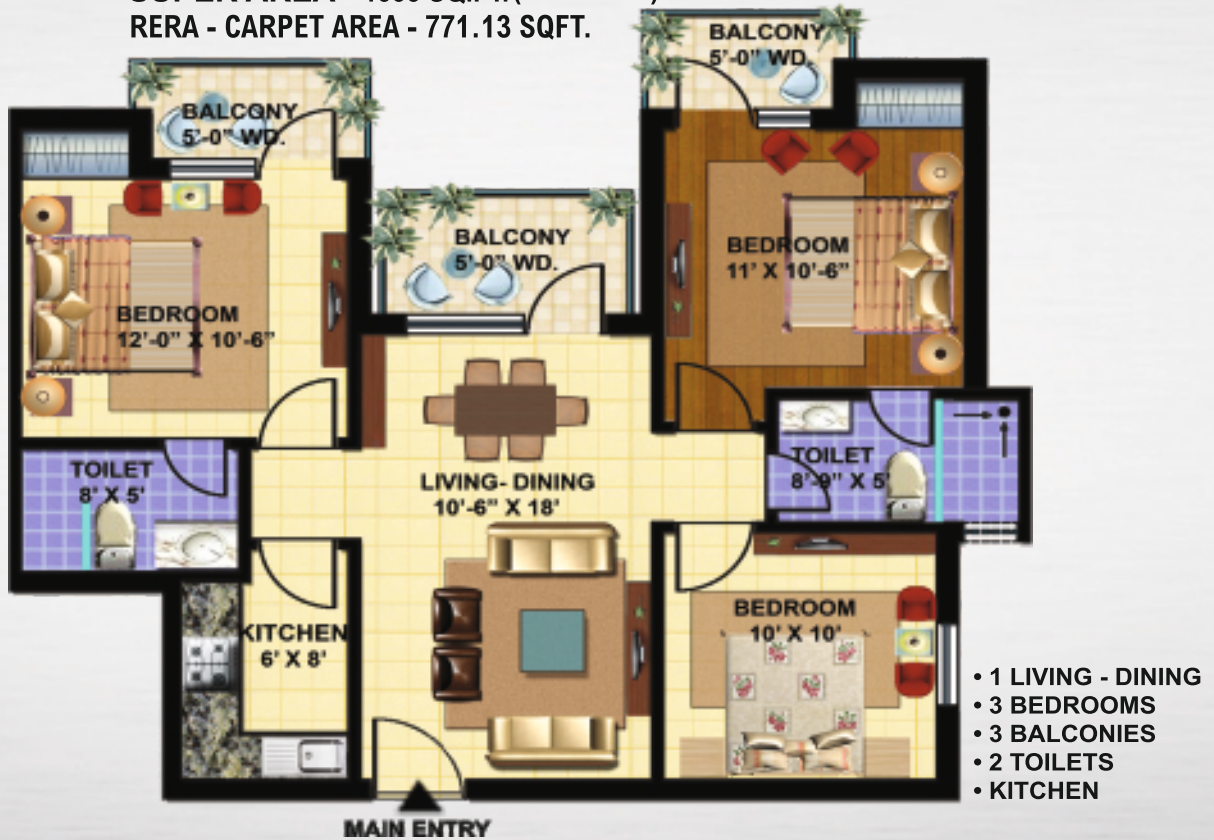 RERA - CARPET AREA - 771.13 SQFT.
BALCONY
5'-0" WD.
BALCONY
5'-0" WD.
BALCONY
5'-0" WD.
BEDROOM
11' X 10'-6"
BEDROOM
12'-0" X 10'-6"
TOILET
8' X 5'
LIVING- DINING
10'-6" X 18'
TOILET
8'-9" X 5'
KITCHEN
6' X 8'
BEDROOM
10' X 10'
• 1 LIVING - DINING
• 3 BEDROOMS
• 3 BALCONIES
• 2 TOILETS
• KITCHEN
MAIN ENTRY